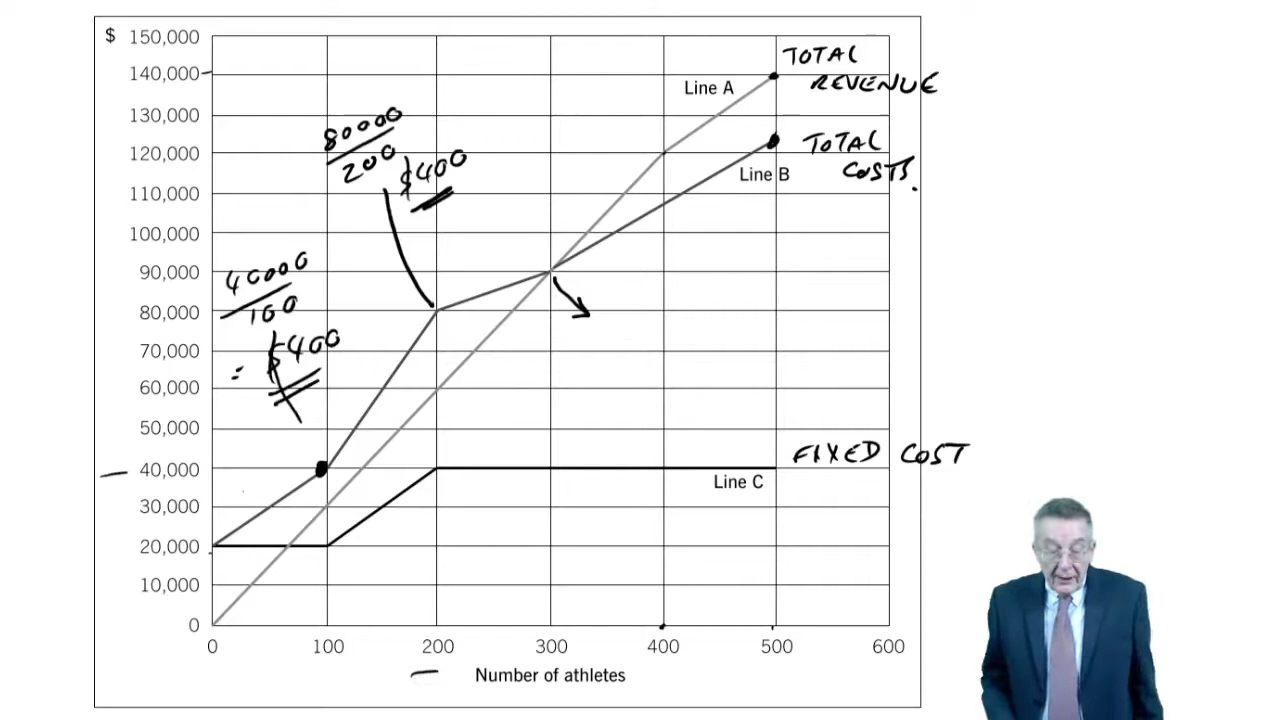 $ 150,000
140,000
130,000
120,000
110,000
100,000
90,000
80,000
70,000
60,000
50,000
40,000
30,000
20,000
10,000
0
0 100 200 300 400 500 600
Number of athletes
Line A
TOTAL
REVENUE
Line B
TOTAL
COSTS.
Line C
FIXED COST
80000
200
$400
40000
100
= $400